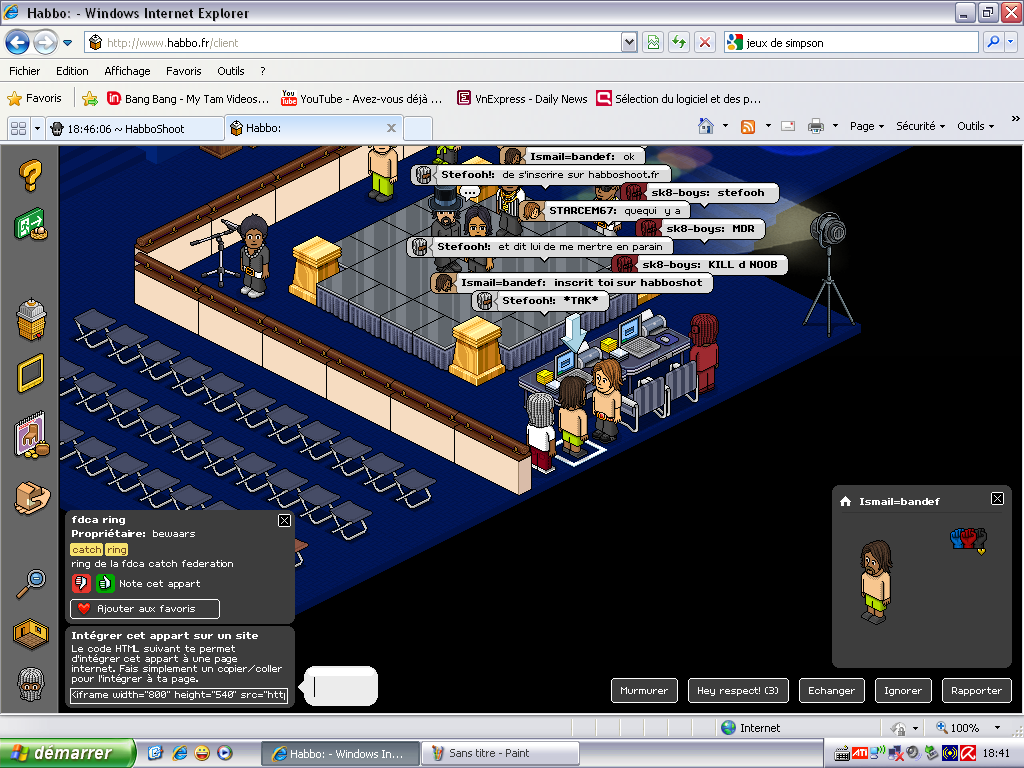 Habbo: - Windows Internet Explorer
http://www.habbo.fr/client
jeux de simpson
Fichier Edition Affichage Favoris Outils ?
Favoris
Bang Bang - My Tam Videos...
You Tube
YouTube - Avez-vous déjà ...
VnExpress - Daily News
Sélection du logiciel et des p...
18:46:06 ~ HabboShoot
Habbo:
Page
Sécurité
Outils
»
Ismail=bandef: ok
Stefooh!: de s'inscrire sur habboshoot.fr
sk8-boys: stefooh
STARCEM67: quequi y a
sk8-boys: MDR
Stefooh!: et dit lui de me mertre en parain
sk8-boys: KILL d NOOB
Ismail=bandef: inscrit toi sur habboshot
Stefooh!: *TAK*
fdca ring
Propriétaire: bewaars
catch ring
ring de la fdca catch federation
Note cet appart
Ajouter aux favoris
Intégrer cet appart sur un site
Le code HTML suivant te permet
d'intégrer cet appart à une page
internet. Fais simplement un copier/coller
pour l'intégrer à ta page.
<iframe width="800" height="540" src="http
Ismail=bandef
Murmurer
Hey respect! (3)
Echanger
Ignorer
Rapporter
Internet
100%
démarrer
Habbo: - Windows In...
Sans titre - Paint
ATI
18:41